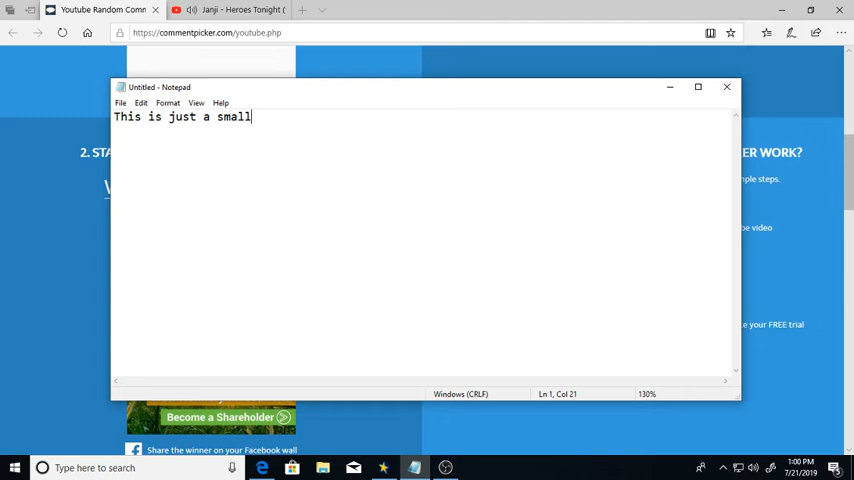 Youtube Random Comm
Janji - Heroes Tonight (
https://commentpicker.com/youtube.php
Untitled - Notepad
File Edit Format View Help
This is just a small
2. STA
ER WORK?
mple steps.
be video
e your FREE trial
Windows (CRLF) Ln 1, Col 21 130%
Become a Shareholder
Share the winner on your Facebook wall
Type here to search
1:00 PM
7/21/2019